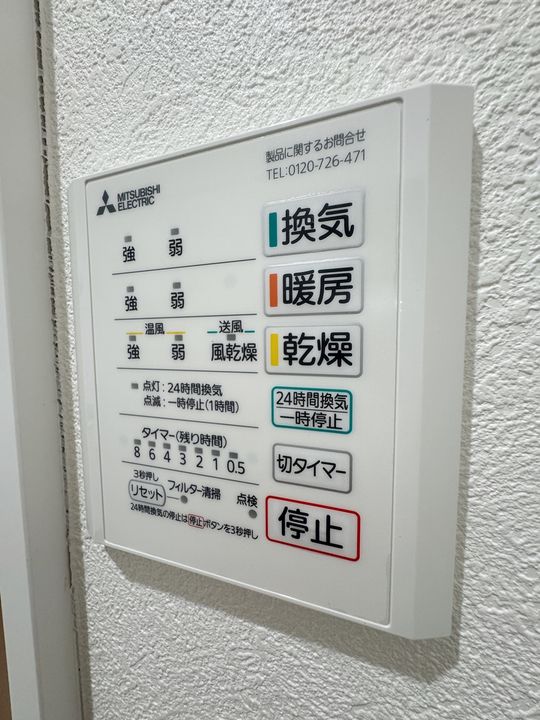 製品に関するお問合せ
TEL:0120-726-471
MITSUBISHI
ELECTRIC
強 弱 換気
強 弱 暖房
温風 送風
強 弱 風乾燥 乾燥
点灯:24時間換気
点滅:一時停止(1時間)
24時間換気
一時停止
タイマー(残り時間)
8 6 4 3 2 1 0.5
切タイマー
3秒押し
リセット フィルター清掃 点検
24時間換気の停止は停止ボタンを3秒押し
停止